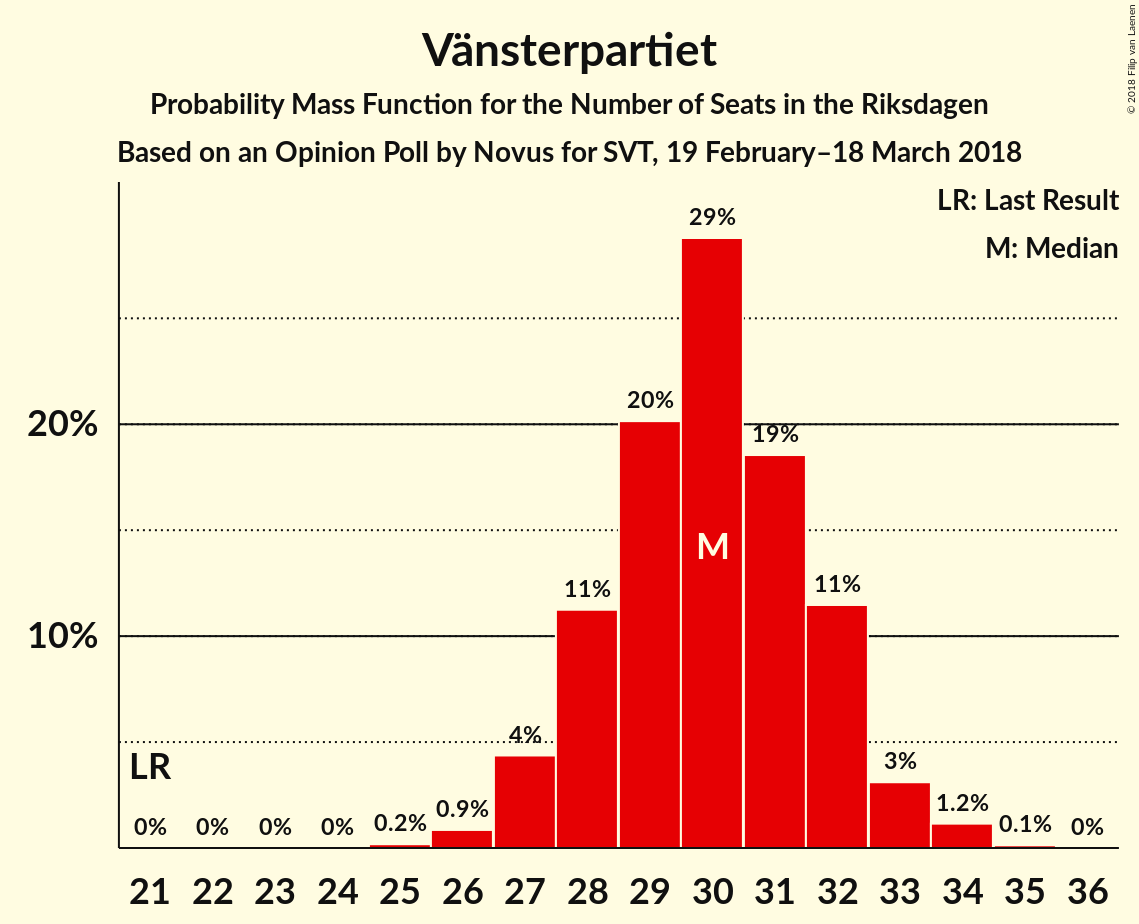 Vänsterpartiet
Probability Mass Function for the Number of Seats in the Riksdagen
Based on an Opinion Poll by Novus for SVT, 19 February–18 March 2018
© 2018 Filip van Laenen
LR: Last Result
M: Median
29%
20%
20%
19%
M
11%
11%
10%
4%
3%
LR
0%
0%
0%
0%
0.2%
0.9%
1.2%
0.1%
0%
21 22 23 24 25 26 27 28 29 30 31 32 33 34 35 36